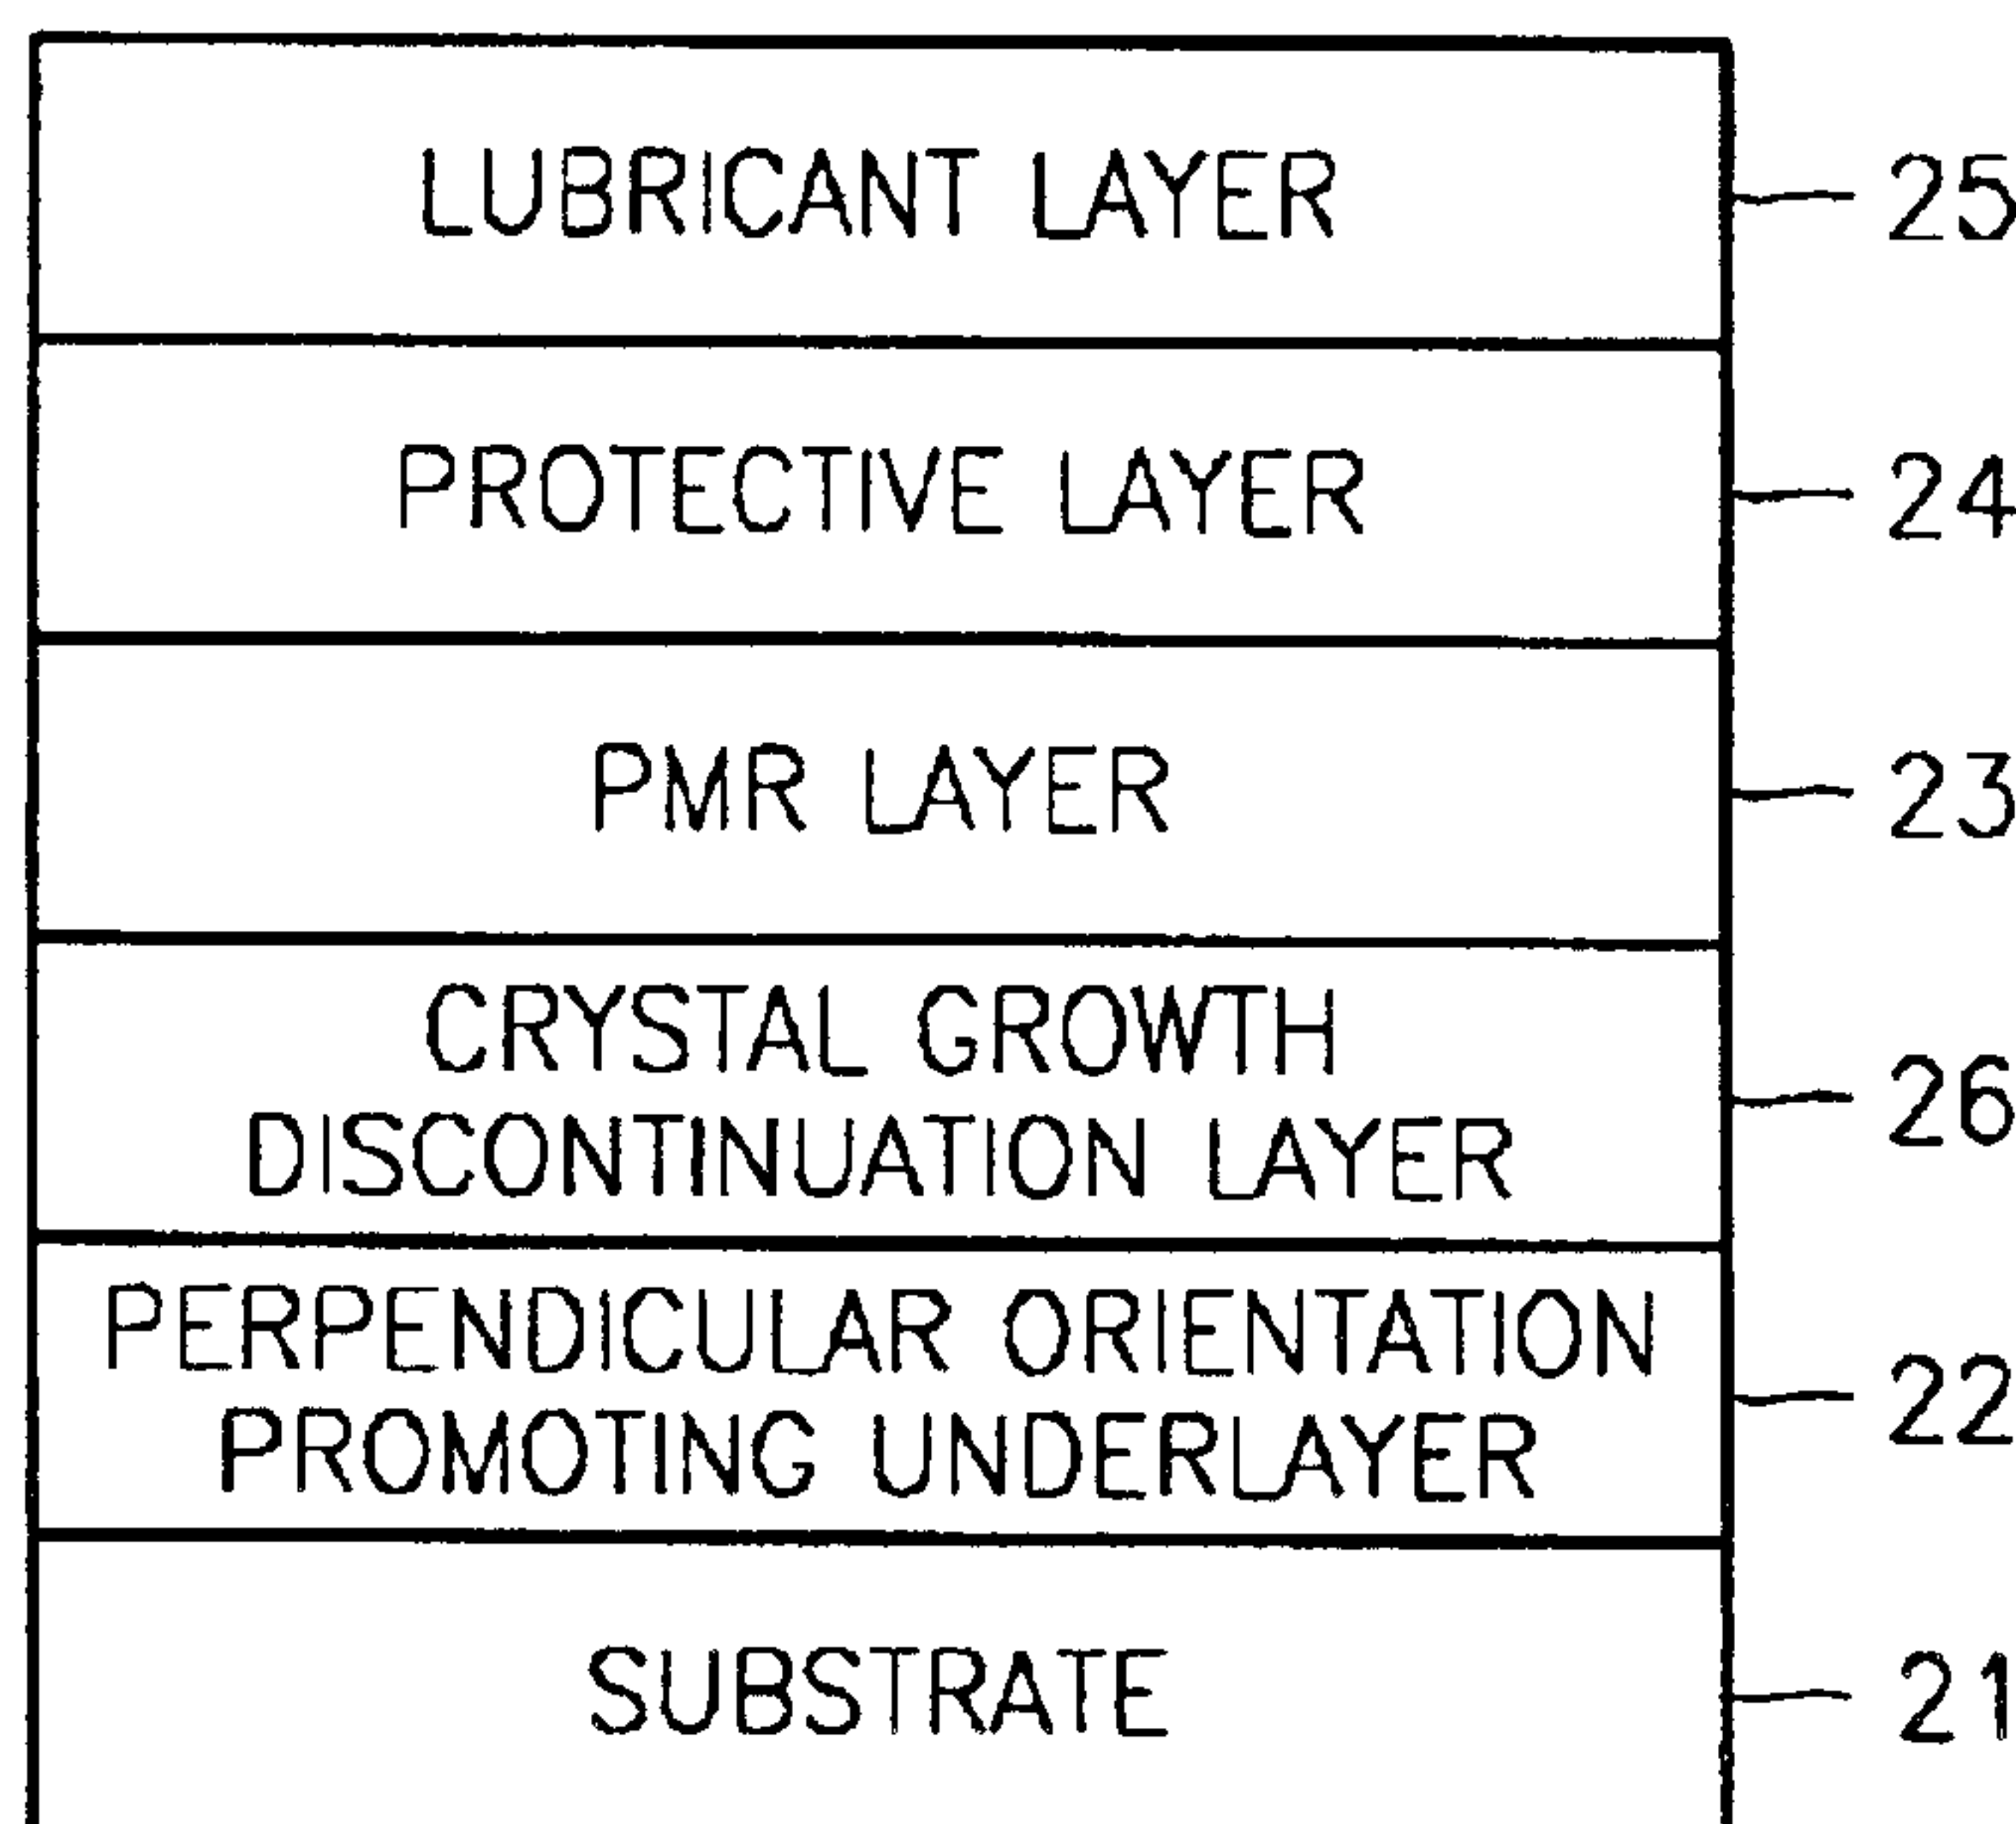 LUBRICANT LAYER 25
PROTECTIVE LAYER 24
PMR LAYER 23
CRYSTAL GROWTH
DISCONTINUATION LAYER 26
PERPENDICULAR ORIENTATION
PROMOTING UNDERLAYER 22
SUBSTRATE 21